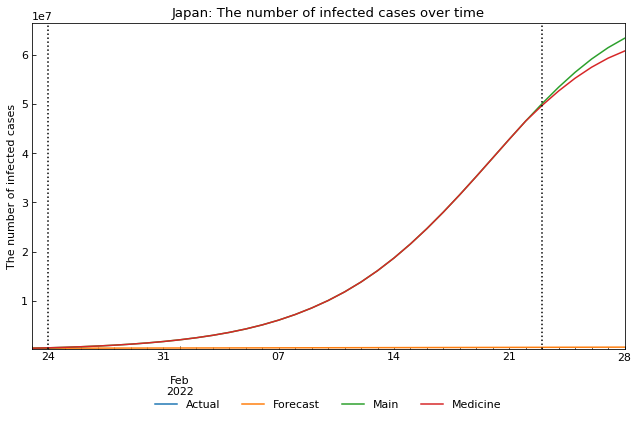 Japan: The number of infected cases over time
1e7
The number of infected cases
6
5
4
3
2
1
24 31 07 14 21 28
Feb
2022
Actual Forecast Main Medicine